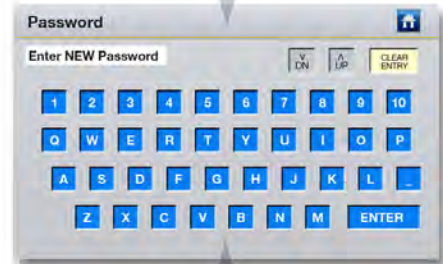 Password
Enter NEW Password
V DN
Λ UP
CLEAR ENTRY
1 2 3 4 5 6 7 8 9 10
Q W E R T Y U I O P
A S D F G H J K L _
Z X C V B N M ENTER